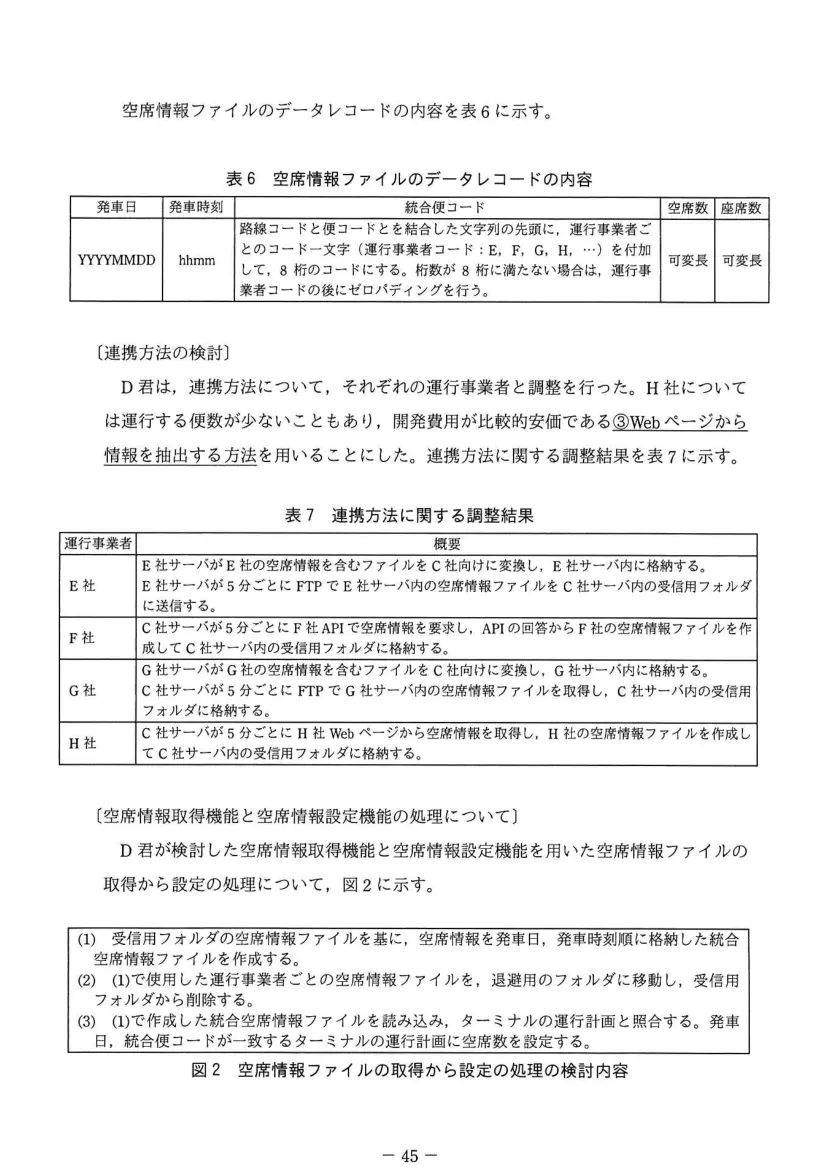 空席情報ファイルのデータレコードの内容を表6に示す。
表6　空席情報ファイルのデータレコードの内容
発車日　発車時刻　統合便コード　空席数　座席数
YYYYMMDD　hhmm　路線コードと便コードとを結合した文字列の先頭に，運行事業者ご
とのコード一文字（運行事業者コード：E，F，G，H，…）を付加
して，8 桁のコードにする。桁数が 8 桁に満たない場合は，運行事
業者コードの後にゼロパディングを行う。　可変長　可変長
〔連携方法の検討〕
D 君は，連携方法について，それぞれの運行事業者と調整を行った。H 社について
は運行する便数が少ないこともあり，開発費用が比較的安価である③Web ページから
情報を抽出する方法を用いることにした。連携方法に関する調整結果を表 7 に示す。
表7　連携方法に関する調整結果
運行事業者　概要
E 社　E 社サーバが E 社の空席情報を含むファイルを C 社向けに変換し，E 社サーバ内に格納する。
E 社サーバが 5 分ごとに FTP で E 社サーバ内の空席情報ファイルを C 社サーバ内の受信用フォルダ
に送信する。
F 社　C 社サーバが 5 分ごとに F 社 API で空席情報を要求し，API の回答から F 社の空席情報ファイルを作
成して C 社サーバ内の受信用フォルダに格納する。
G 社　G 社サーバが G 社の空席情報を含むファイルを C 社向けに変換し，G 社サーバ内に格納する。
C 社サーバが 5 分ごとに FTP で G 社サーバ内の空席情報ファイルを取得し，C 社サーバ内の受信用
フォルダに格納する。
H 社　C 社サーバが 5 分ごとに H 社 Web ページから空席情報を取得し，H 社の空席情報ファイルを作成し
て C 社サーバ内の受信用フォルダに格納する。
〔空席情報取得機能と空席情報設定機能の処理について〕
D 君が検討した空席情報取得機能と空席情報設定機能を用いた空席情報ファイルの
取得から設定の処理について，図 2 に示す。
(1)　受信用フォルダの空席情報ファイルを基に，空席情報を発車日，発車時刻順に格納した統合
空席情報ファイルを作成する。
(2)　(1)で使用した運行事業者ごとの空席情報ファイルを，退避用のフォルダに移動し，受信用
フォルダから削除する。
(3)　(1)で作成した統合空席情報ファイルを読み込み，ターミナルの運行計画と照合する。発車
日，統合便コードが一致するターミナルの運行計画に空席数を設定する。
図2　空席情報ファイルの取得から設定の処理の検討内容
－ 45 －